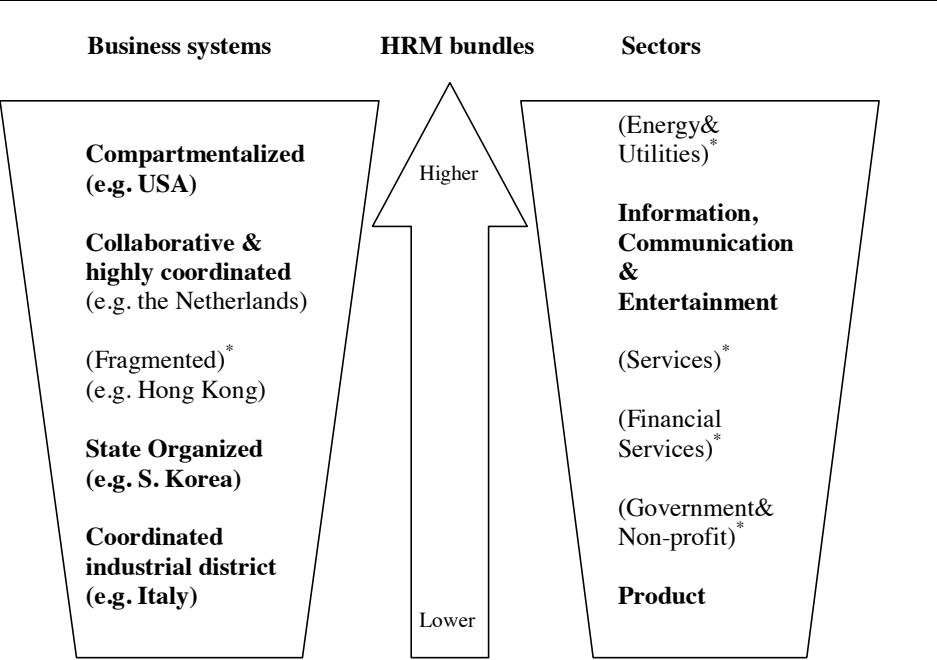 Business systems
HRM bundles
Sectors
Compartmentalized
(e.g. USA)
Collaborative &
highly coordinated
(e.g. the Netherlands)
(Fragmented)*
(e.g. Hong Kong)
State Organized
(e.g. S. Korea)
Coordinated
industrial district
(e.g. Italy)
Higher
Lower
(Energy&
Utilities)*
Information,
Communication
&
Entertainment
(Services)*
(Financial
Services)*
(Government&
Non-profit)*
Product